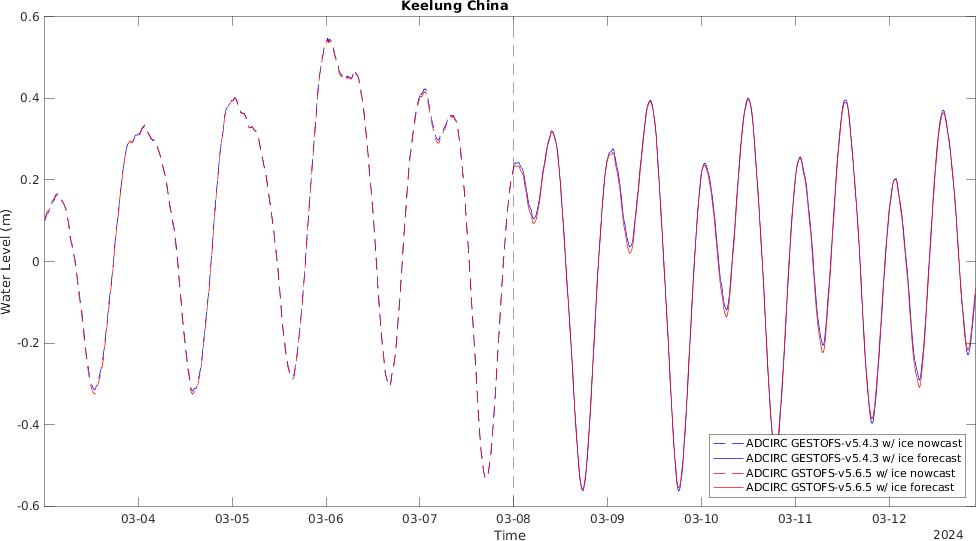 Keelung China
0.6
0.4
0.2
0
-0.2
-0.4
-0.6
Water Level (m)
ADCIRC GESTOFS-v5.4.3 w/ ice nowcast
ADCIRC GESTOFS-v5.4.3 w/ ice forecast
ADCIRC GSTOFS-v5.6.5 w/ ice nowcast
ADCIRC GSTOFS-v5.6.5 w/ ice forecast
03-04 03-05 03-06 03-07 03-08 03-09 03-10 03-11 03-12
Time
2024